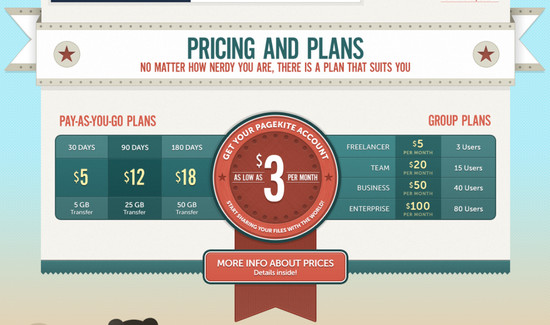 PRICING AND PLANS
NO MATTER HOW NERDY YOU ARE, THERE IS A PLAN THAT SUITS YOU
PAY-AS-YOU-GO PLANS
30 DAYS 90 DAYS 180 DAYS
$5 $12 $18
5 GB 25 GB 50 GB
Transfer Transfer Transfer
GET YOUR PAGEKITE ACCOUNT
AS LOW AS $3 PER MONTH
START SHARING YOUR FILES WITH THE WORLD!
GROUP PLANS
FREELANCER $5 PER MONTH 3 Users
TEAM $20 PER MONTH 15 Users
BUSINESS $50 PER MONTH 40 Users
ENTERPRISE $100 PER MONTH 80 Users
MORE INFO ABOUT PRICES
Details inside!